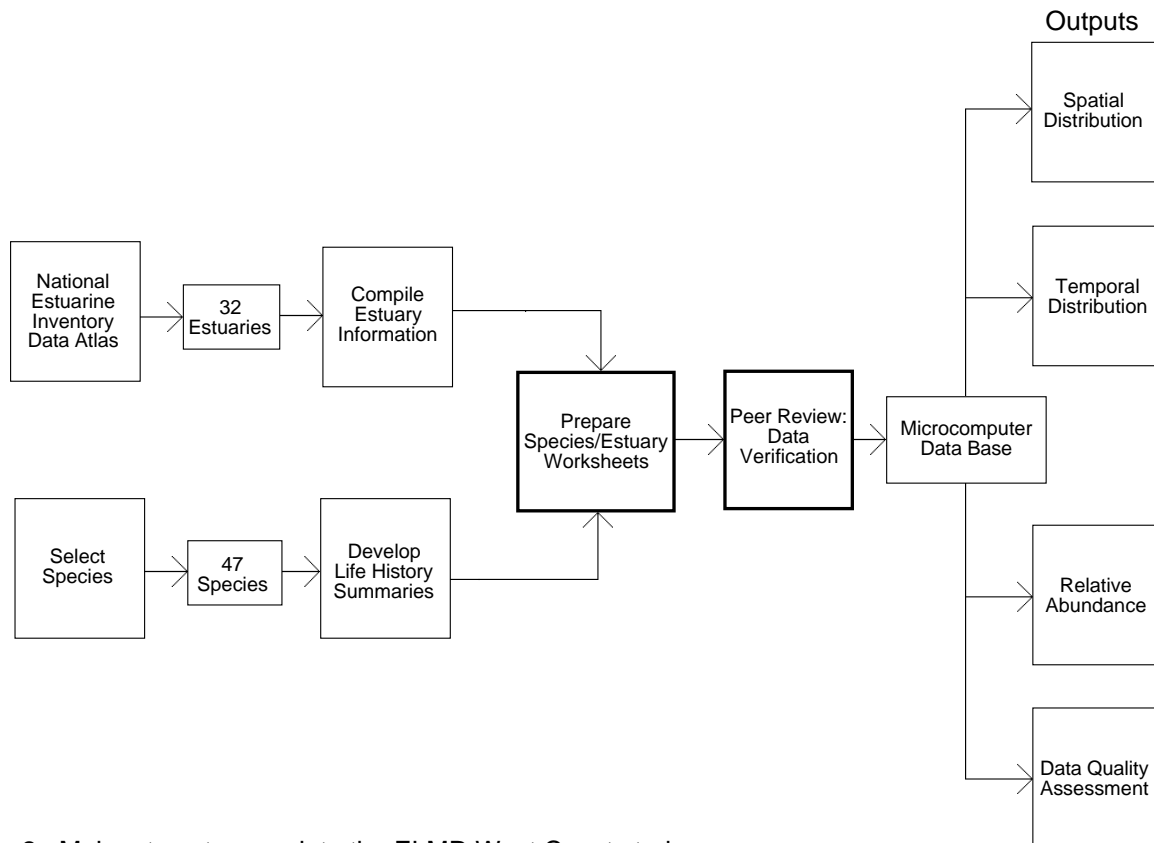 Outputs
Spatial
Distribution
National
Estuarine
Inventory
Data Atlas
32
Estuaries
Compile
Estuary
Information
Temporal
Distribution
Prepare
Species/Estuary
Worksheets
Peer Review:
Data
Verification
Microcomputer
Data Base
Select
Species
47
Species
Develop
Life History
Summaries
Relative
Abundance
Data Quality
Assessment